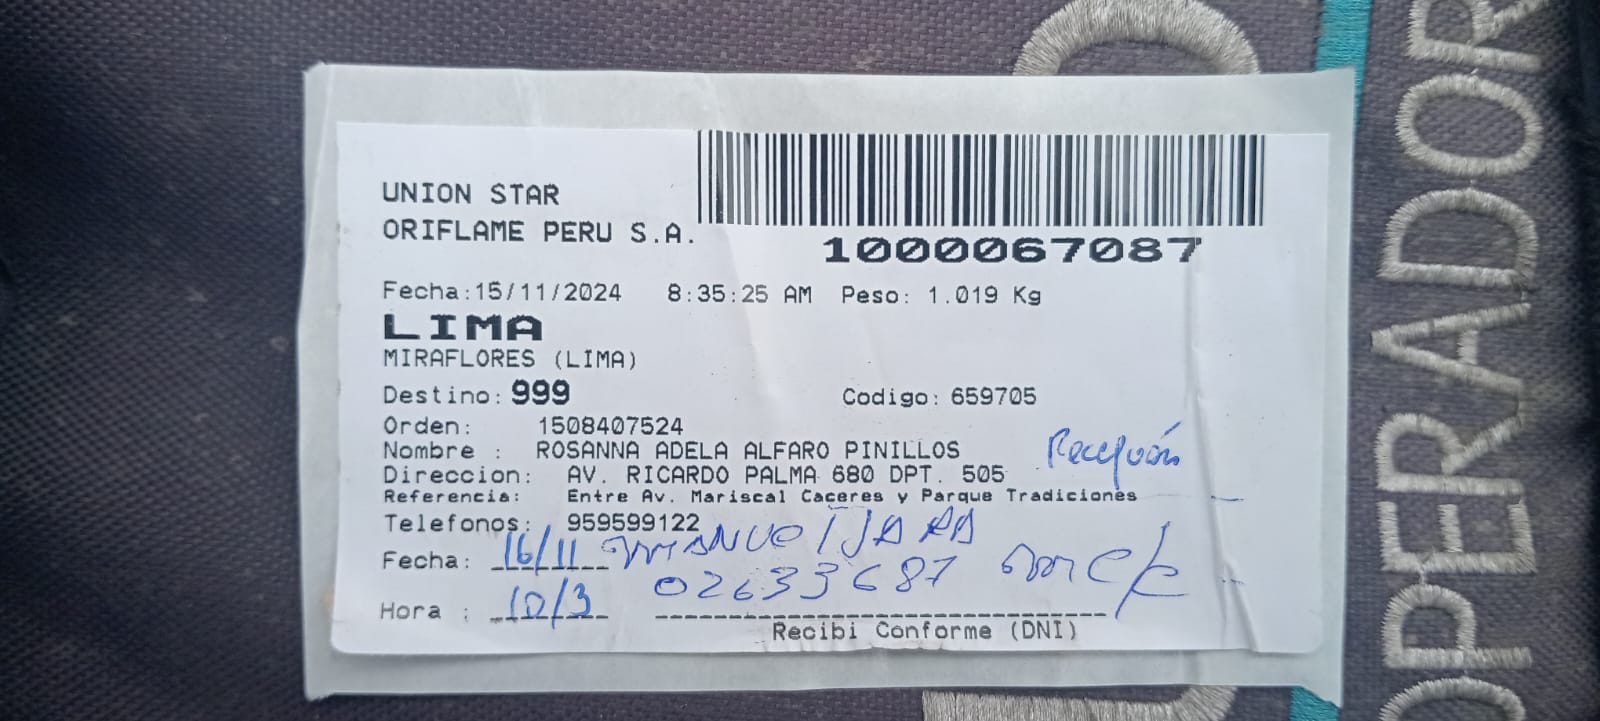 UNION STAR
ORIFLAME PERU S.A.
1000067087
Fecha:15/11/2024 8:35:25 AM Peso: 1.019 Kg
LIMA
MIRAFLORES (LIMA)
Destino: 999 Codigo: 659705
Orden: 1508407524
Nombre : ROSANNA ADELA ALFARO PINILLOS
Recepción
Direccion: AV. RICARDO PALMA 680 DPT. 505
Referencia: Entre Av. Mariscal Caceres y Parque Tradiciones
Telefonos: 959599122
Fecha: 16/11 MANUEL JARA
02633687
Hora : 12/3
Recibi Conforme (DNI)
OPERADOR